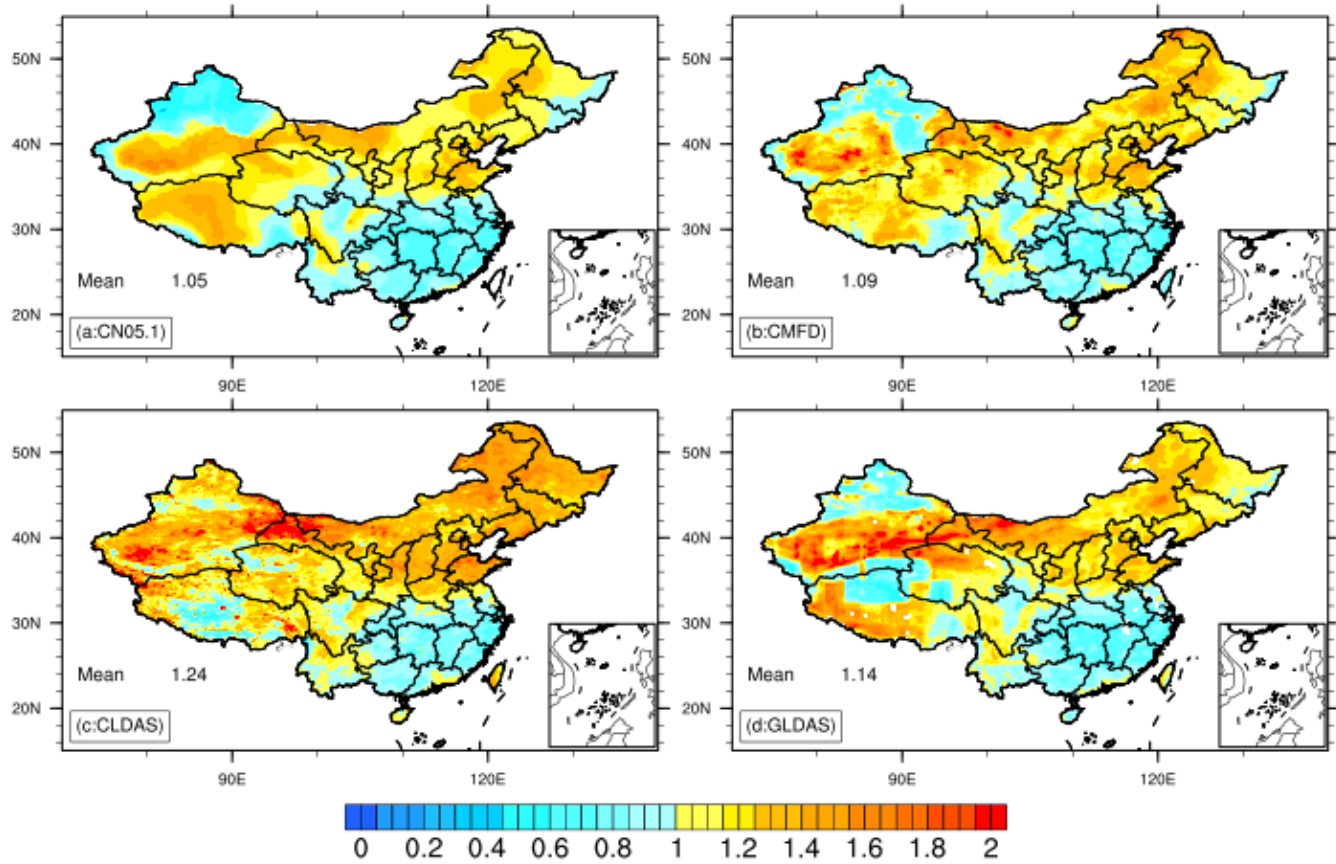 50N
40N
30N
20N
Mean 1.05
(a:CN05.1)
90E 120E
50N
40N
30N
20N
Mean 1.09
(b:CMFD)
90E 120E
50N
40N
30N
20N
Mean 1.24
(c:CLDAS)
90E 120E
50N
40N
30N
20N
Mean 1.14
(d:GLDAS)
90E 120E
0 0.2 0.4 0.6 0.8 1 1.2 1.4 1.6 1.8 2